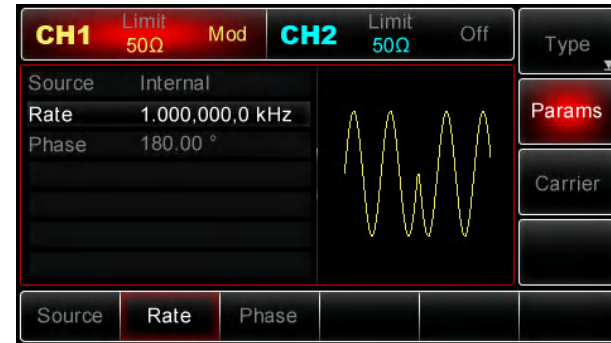 CH1 Limit 50Ω Mod CH2 Limit 50Ω Off
Type
Source Internal
Rate 1.000,000,0 kHz
Phase 180.00 °
Params
Carrier
Source Rate Phase